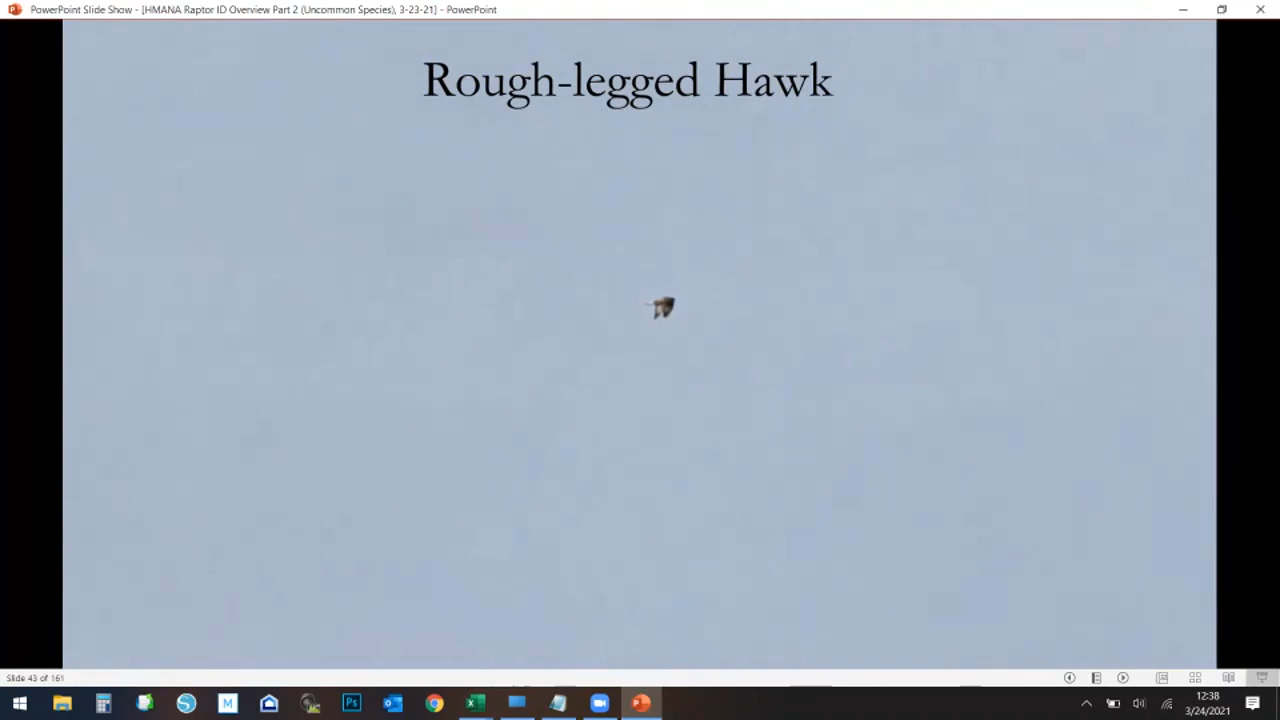 PowerPoint Slide Show - [HMANA Raptor ID Overview Part 2 (Uncommon Species), 3-23-21] - PowerPoint
Rough-legged Hawk
Slide 43 of 161
M
Ps
12:38
3/24/2021